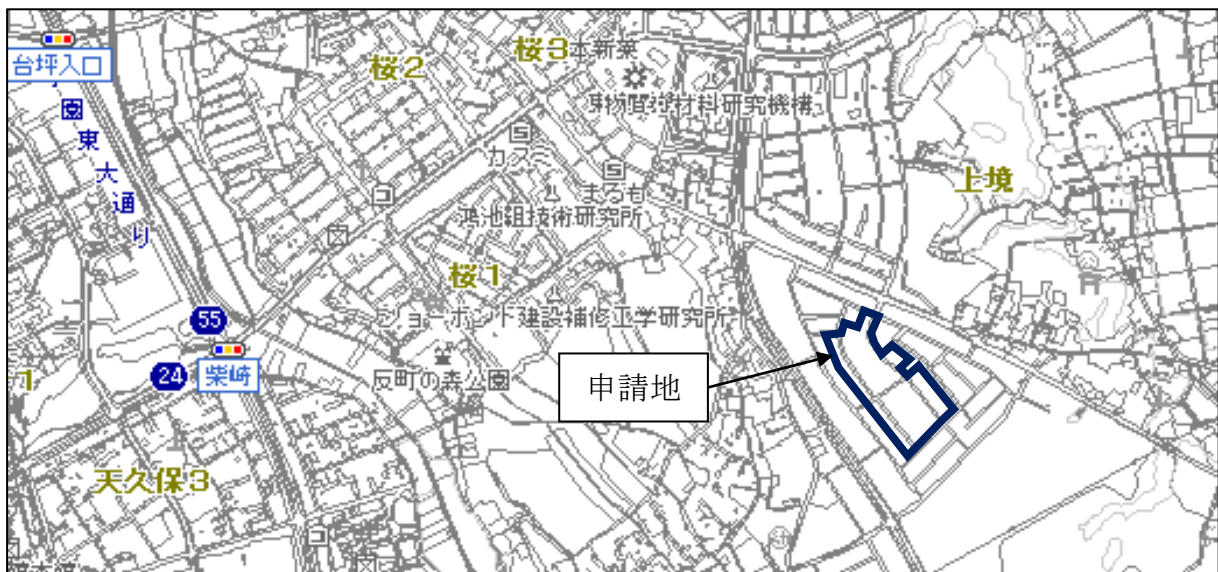 台坪入口
園東大通り
桜2
桜3
本新薬
物質・材料研究機構
カスミ
まるも
鴻池組技術研究所
上境
桜1
ショーボンド建設補修工学研究所
55
24
柴崎
反町の森公園
申請地
天久保3
1